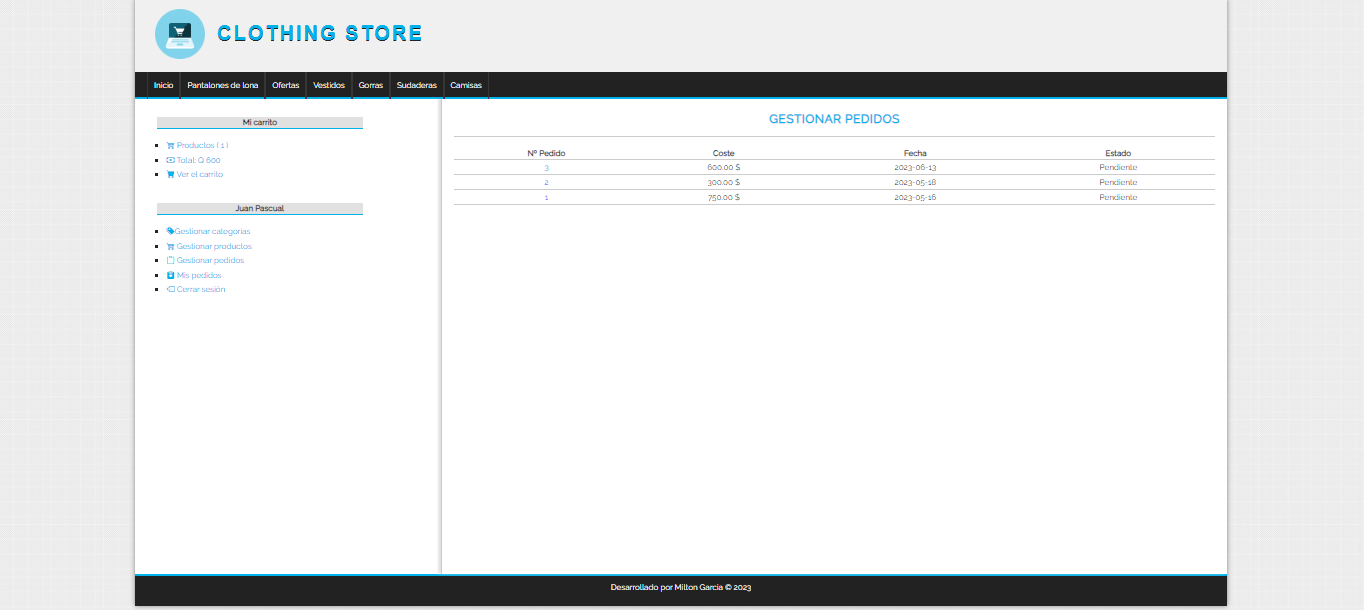 CLOTHING STORE
Inicio Pantalones de lona Ofertas Vestidos Gorras Sudaderas Camisas
Mi carrito
Productos ( 1 )
Total: Q 600
Ver el carrito
Juan Pascual
Gestionar categorias
Gestionar productos
Gestionar pedidos
Mis pedidos
Cerrar sesión
GESTIONAR PEDIDOS
Nº Pedido Coste Fecha Estado
3 600.00 $ 2023-06-13 Pendiente
2 300.00 $ 2023-05-18 Pendiente
1 750.00 $ 2023-05-16 Pendiente
Desarrollado por Milton Garcia © 2023